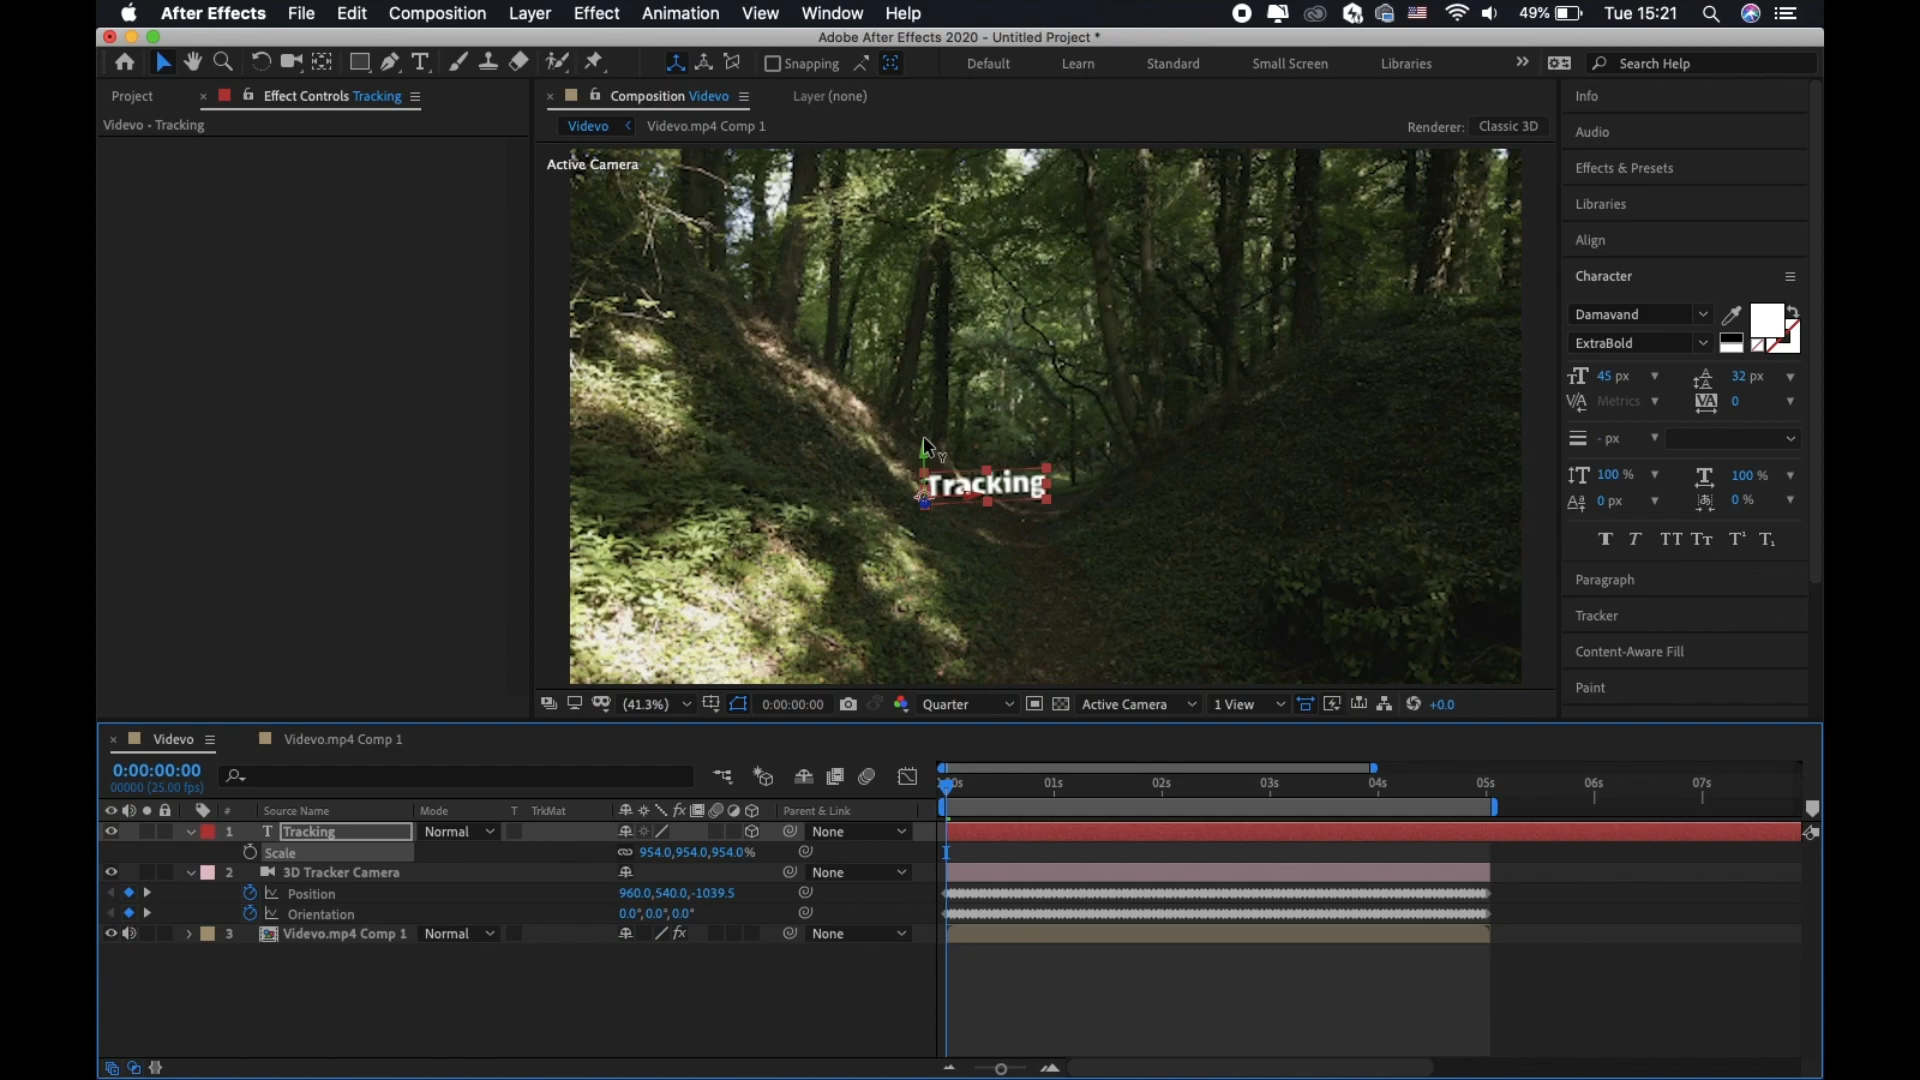 After Effects File Edit Composition Layer Effect Animation View Window Help 49% Tue 15:21
Adobe After Effects 2020 - Untitled Project *
Snapping Default Learn Standard Small Screen Libraries Search Help
Project Effect Controls Tracking Composition Videvo Layer (none)
Videvo • Tracking
Videvo Videvo.mp4 Comp 1 Renderer: Classic 3D
Active Camera
Tracking
Y
Info
Audio
Effects & Presets
Libraries
Align
Character
Damavand
ExtraBold
45 px 32 px
Metrics 0
- px
100 % 100 %
0 px 0 %
Paragraph
Tracker
Content-Aware Fill
Paint
(41.3%) 0:00:00:00 Quarter Active Camera 1 View +0.0
Videvo Videvo.mp4 Comp 1
0:00:00:00
00000 (25.00 fps)
01s 02s 03s 04s 05s 06s 07s
# Source Name Mode T TrkMat Parent & Link
1 T Tracking Normal None
Scale 954.0,954.0,954.0%
2 3D Tracker Camera None
Position 960.0,540.0,-1039.5
Orientation 0.0°,0.0°,0.0°
3 Videvo.mp4 Comp 1 Normal fx None